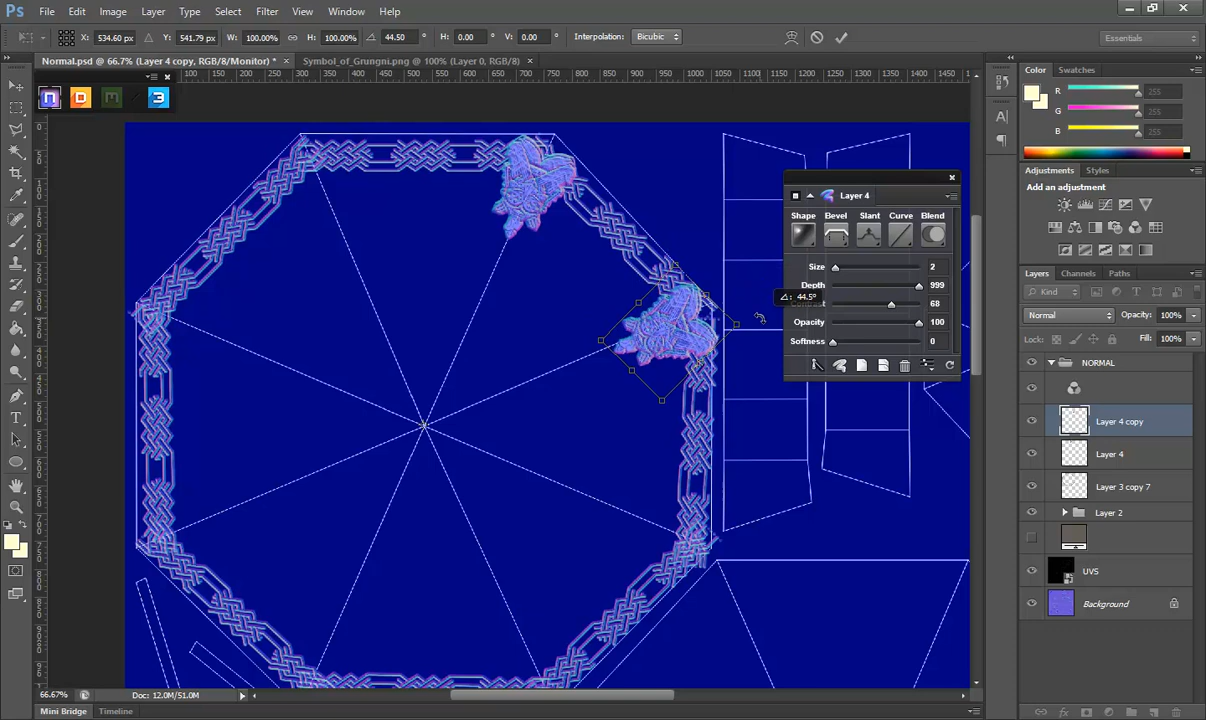 Ps File Edit Image Layer Type Select Filter View Window Help
X: 534.60 px Y: 541.79 px W: 100.00% H: 100.00% 44.50 ° H: 0.00 ° V: 0.00 ° Interpolation: Bicubic Essentials
Normal.psd @ 66.7% (Layer 4 copy, RGB/8/Monitor) * × Symbol_of_Grungni.png @ 100% (Layer 0, RGB/8) ×
Color Swatches
R 255
G 255
B 255
Adjustments Styles
Add an adjustment
Layer 4
Shape Bevel Slant Curve Blend
Size 2
Depth 999
68
Opacity 100
Softness 0
44.5°
Layers Channels Paths
Kind
Normal Opacity: 100%
Lock: Fill: 100%
NORMAL
Layer 4 copy
Layer 4
Layer 3 copy 7
Layer 2
UVS
Background
66.67% Doc: 12.0M/51.0M
Mini Bridge Timeline